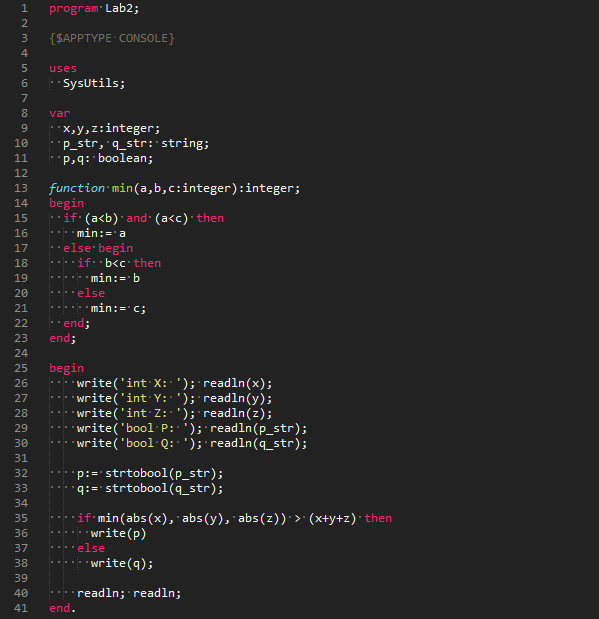 1 program Lab2;
2
3 {$APPTYPE CONSOLE}
4
5 uses
6   SysUtils;
7
8 var
9   x,y,z:integer;
10   p_str, q_str: string;
11   p,q: boolean;
12
13 function min(a,b,c:integer):integer;
14 begin
15   if (a<b) and (a<c) then
16     min:= a
17   else begin
18     if  b<c then
19       min:= b
20     else
21       min:= c;
22   end;
23 end;
24
25 begin
26     write('int X: '); readln(x);
27     write('int Y: '); readln(y);
28     write('int Z: '); readln(z);
29     write('bool P: '); readln(p_str);
30     write('bool Q: '); readln(q_str);
31
32     p:= strtobool(p_str);
33     q:= strtobool(q_str);
34
35     if min(abs(x), abs(y), abs(z)) > (x+y+z) then
36       write(p)
37     else
38       write(q);
39
40     readln; readln;
41 end.